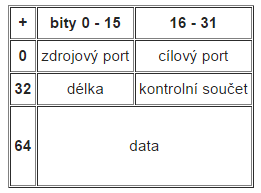 + bity 0 - 15 16 - 31
0 zdrojový port cílový port
32 délka kontrolní součet
64 data